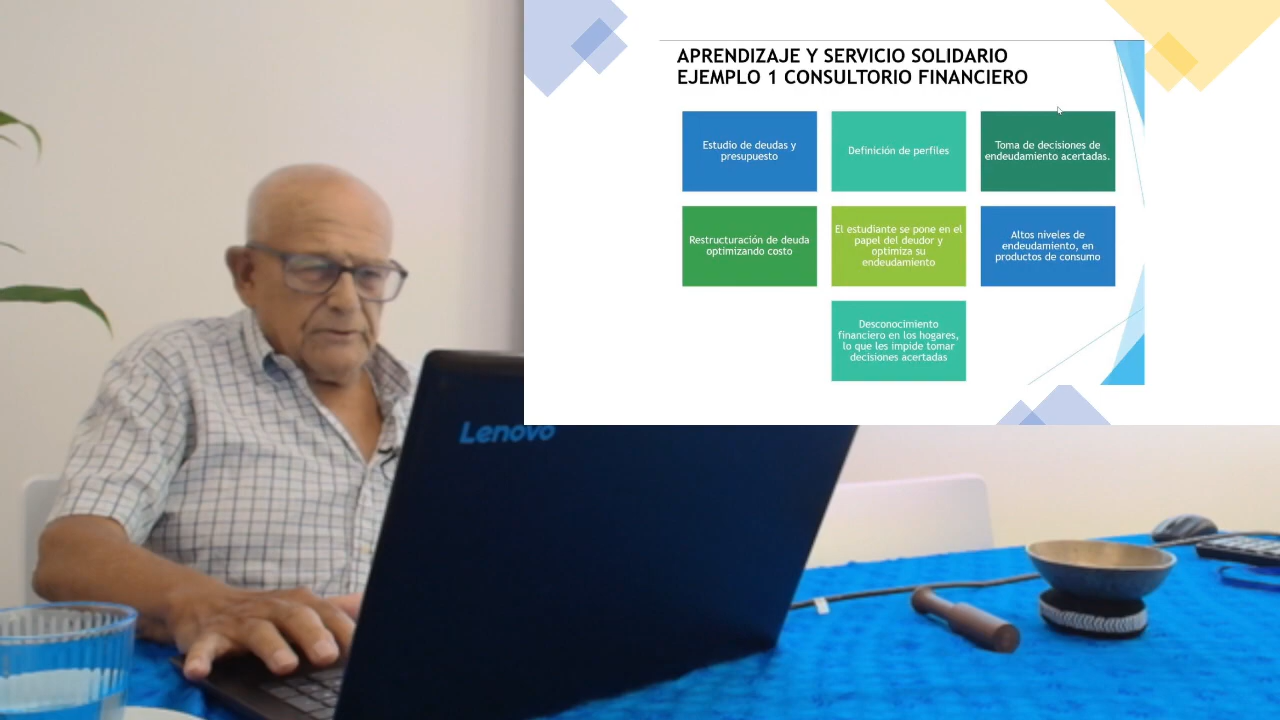 APRENDIZAJE Y SERVICIO SOLIDARIO
EJEMPLO 1 CONSULTORIO FINANCIERO
Estudio de deudas y
presupuesto
Definición de perfiles
Toma de decisiones de
endeudamiento acertadas.
Restructuración de deuda
optimizando costo
El estudiante se pone en el
papel del deudor y
optimiza su
endeudamiento
Altos niveles de
endeudamiento, en
productos de consumo
Desconocimiento
financiero en los hogares,
lo que les impide tomar
decisiones acertadas
Lenovo